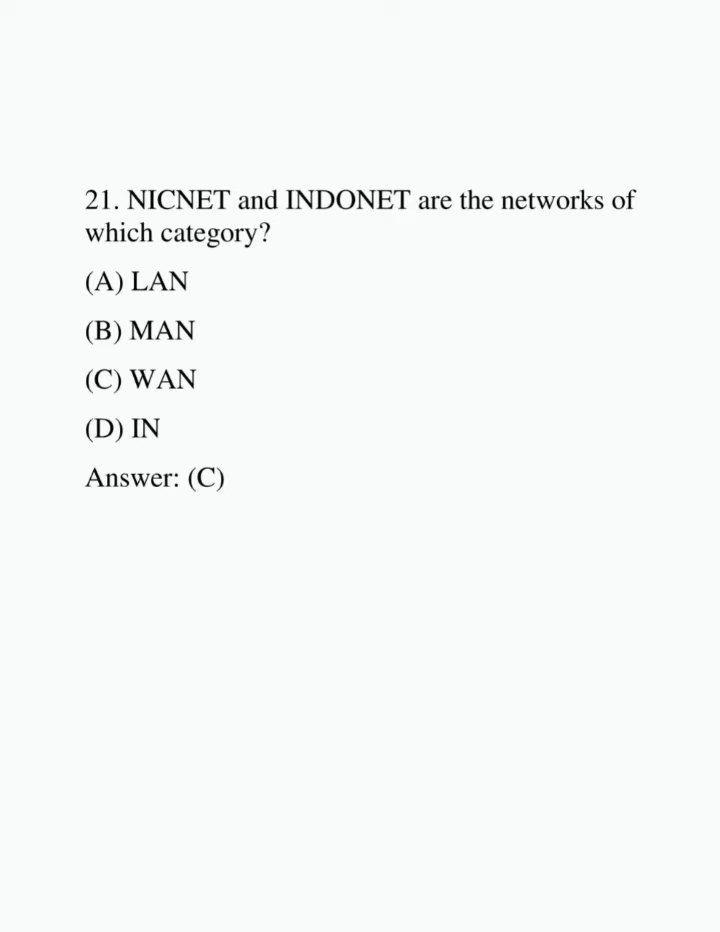 21. NICNET and INDONET are the networks of
which category?
(A) LAN
(B) MAN
(C) WAN
(D) IN
Answer: (C)